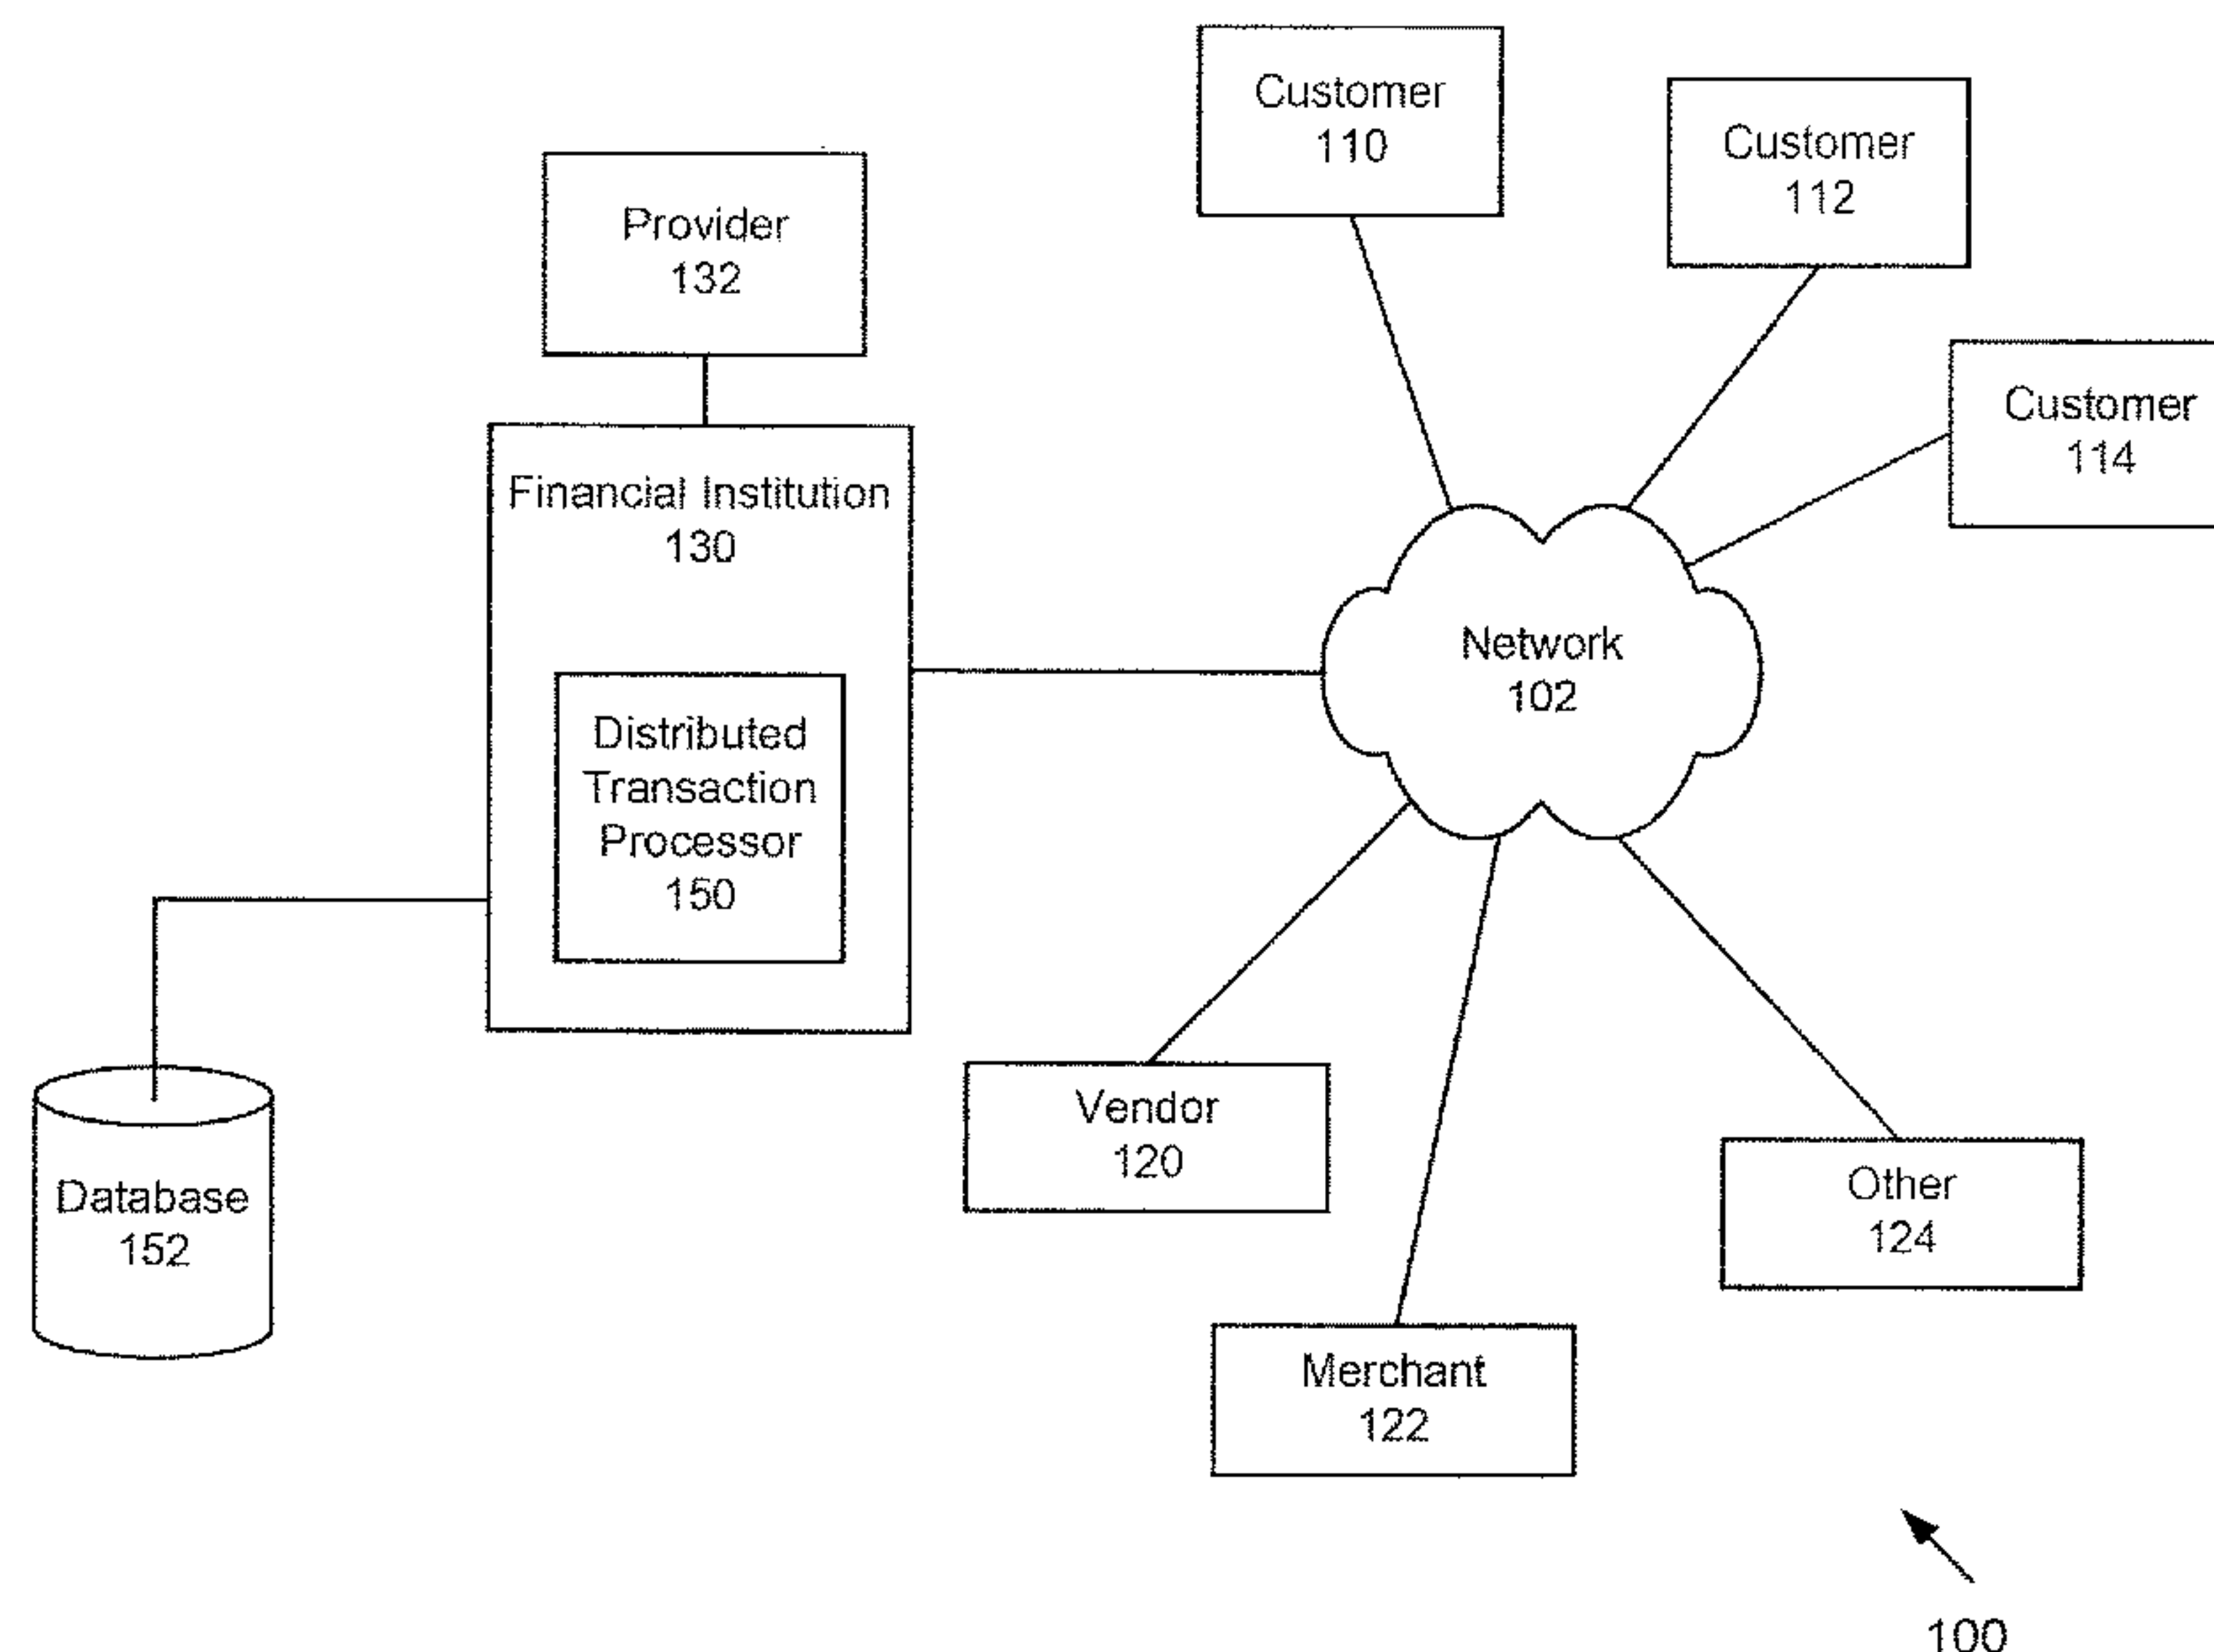 Customer
110
Customer
112
Provider
132
Customer
114
Financial Institution
130
Network
102
Distributed
Transaction
Processor
150
Vendor
120
Database
152
Other
124
Merchant
122
100